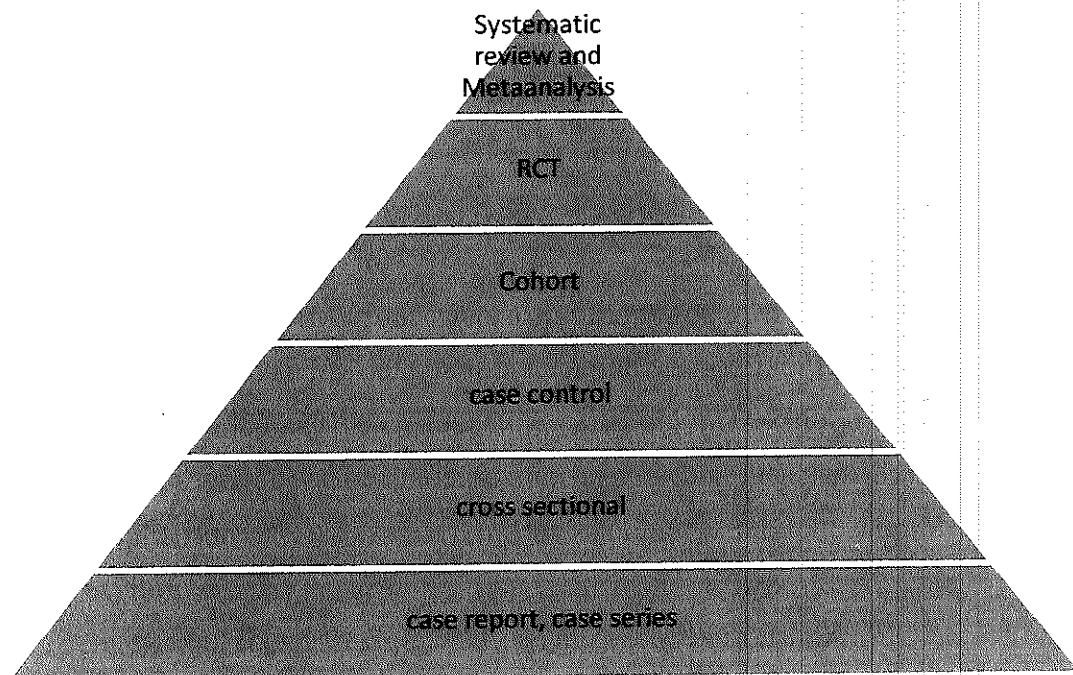 Systematic
review and
Metaanalysis
RCT
Cohort
case control
cross sectional
case report, case series